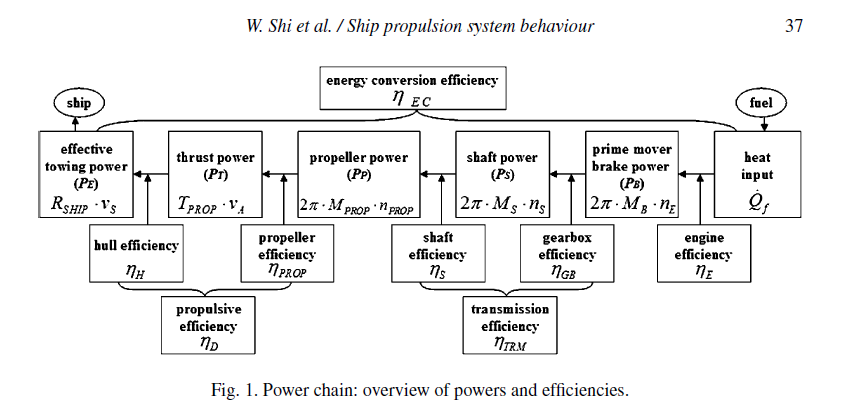 W. Shi et al. / Ship propulsion system behaviour
37
energy conversion efficiency
η EC
ship
fuel
effective
towing power
(PE)
RSHIP · vS
thrust power
(PT)
TPROP · vA
propeller power
(PP)
2π · MPROP · nPROP
shaft power
(PS)
2π · MS · nS
prime mover
brake power
(PB)
2π · MB · nE
heat
input
Q̇f
hull efficiency
ηH
propeller
efficiency
ηPROP
shaft
efficiency
ηS
gearbox
efficiency
ηGB
engine
efficiency
ηE
propulsive
efficiency
ηD
transmission
efficiency
ηTRM
Fig. 1. Power chain: overview of powers and efficiencies.